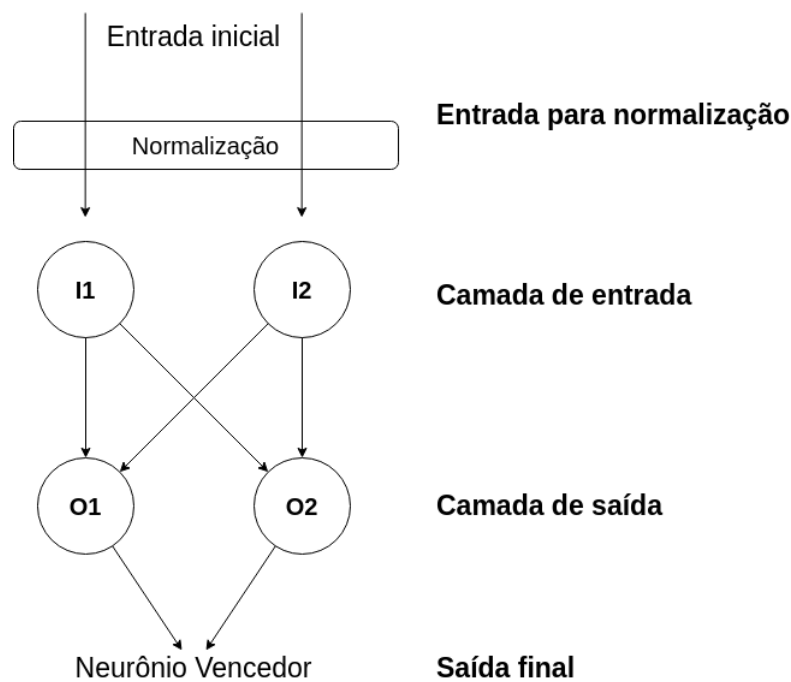 Entrada inicial
Entrada para normalização
Normalização
I1
I2
Camada de entrada
O1
O2
Camada de saída
Neurônio Vencedor
Saída final